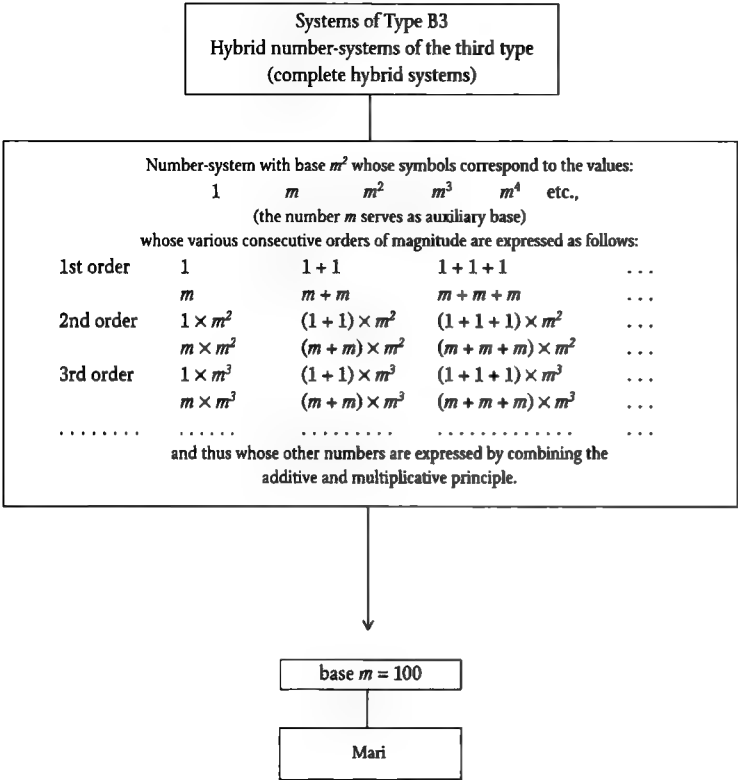 Systems of Type B3
Hybrid number-systems of the third type
(complete hybrid systems)
Number-system with base m² whose symbols correspond to the values:
1 m m² m³ m⁴ etc.,
(the number m serves as auxiliary base)
whose various consecutive orders of magnitude are expressed as follows:
1st order 1 1 + 1 1 + 1 + 1 ...
m m + m m + m + m ...
2nd order 1 × m² (1 + 1) × m² (1 + 1 + 1) × m² ...
m × m² (m + m) × m² (m + m + m) × m² ...
3rd order 1 × m³ (1 + 1) × m³ (1 + 1 + 1) × m³ ...
m × m³ (m + m) × m³ (m + m + m) × m³ ...
........ ...... ......... ............. ...
and thus whose other numbers are expressed by combining the
additive and multiplicative principle.
base m = 100
Mari